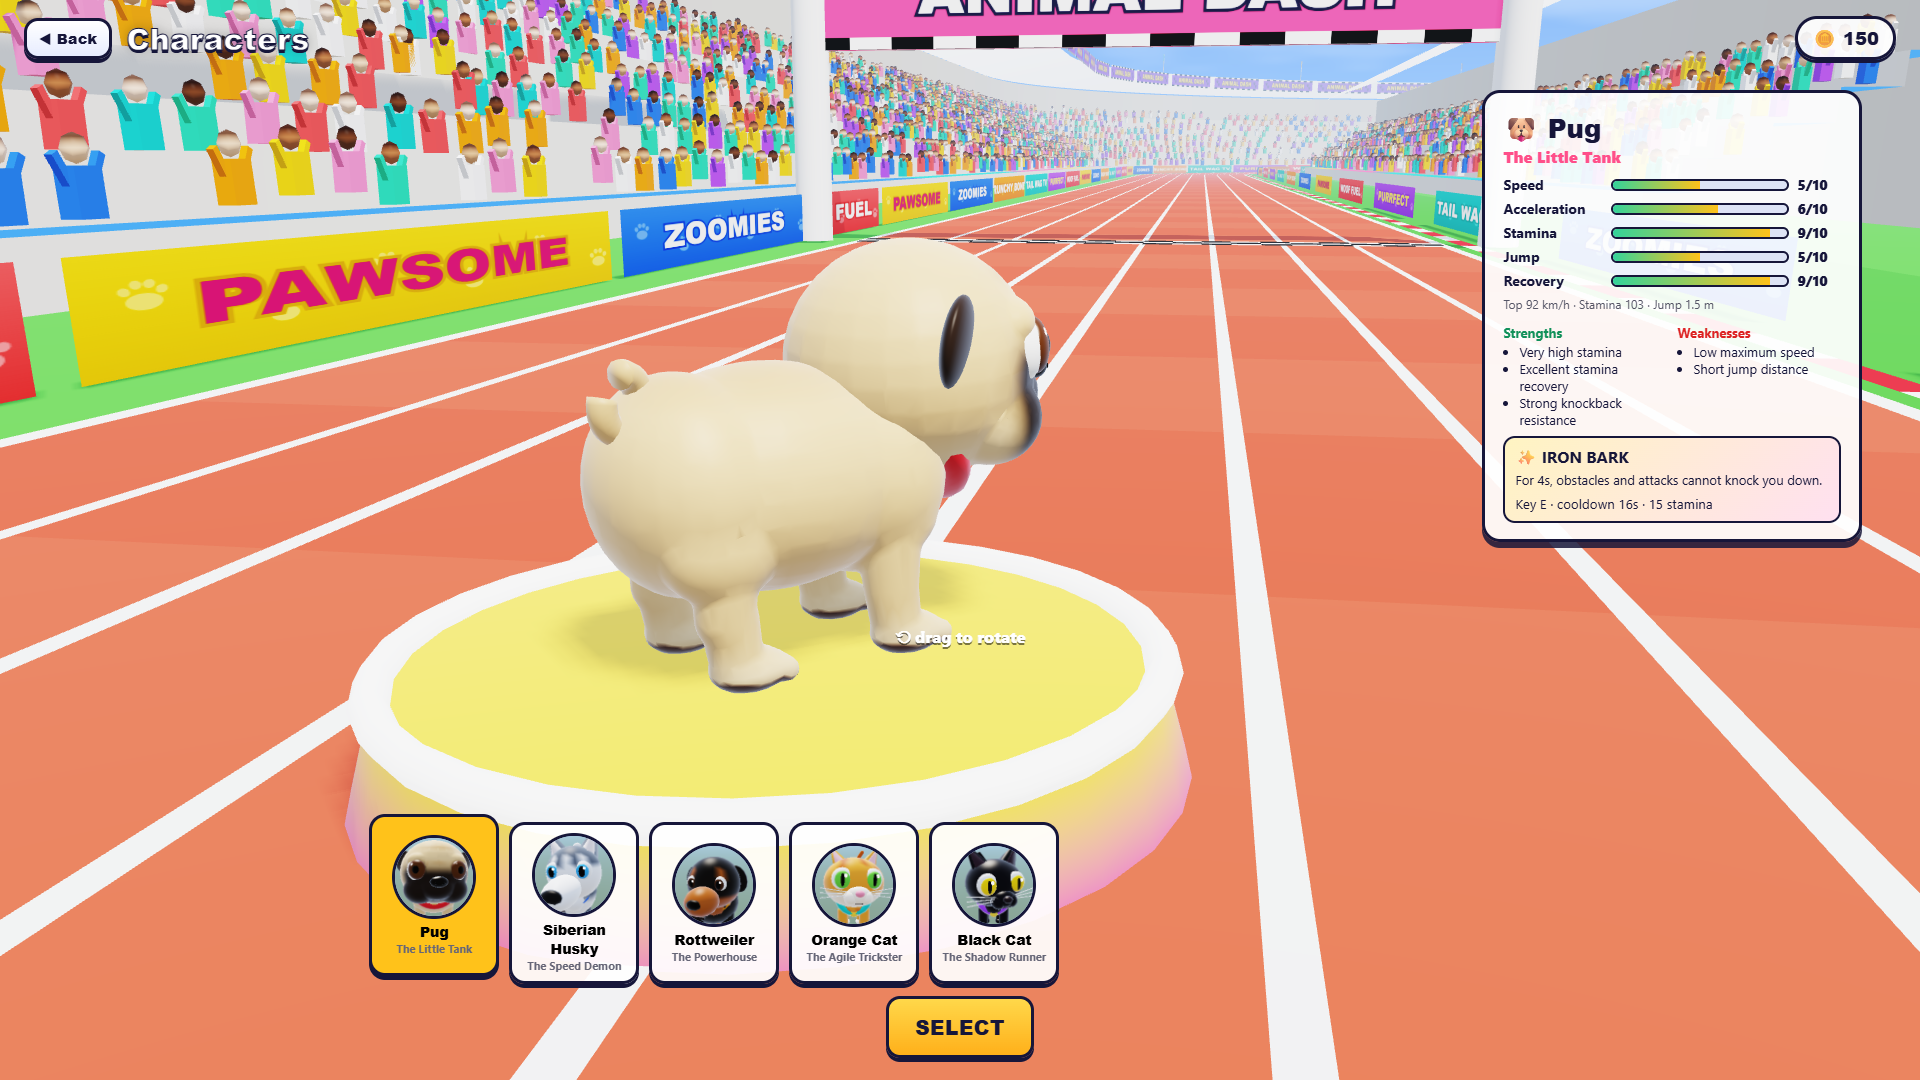 ◀ Back
Characters
ANIMAL DASH
150
PAWSOME
ZOOMIES
FUEL
PAWSOME
ZOOMIES
PURRFECT
TAIL WA
Pug
The Little Tank
Speed 5/10
Acceleration 6/10
Stamina 9/10
Jump 5/10
Recovery 9/10
Top 92 km/h · Stamina 103 · Jump 1.5 m
Strengths
Very high stamina
Excellent stamina
recovery
Strong knockback
resistance
Weaknesses
Low maximum speed
Short jump distance
IRON BARK
For 4s, obstacles and attacks cannot knock you down.
Key E · cooldown 16s · 15 stamina
drag to rotate
Pug
The Little Tank
Siberian
Husky
The Speed Demon
Rottweiler
The Powerhouse
Orange Cat
The Agile Trickster
Black Cat
The Shadow Runner
SELECT